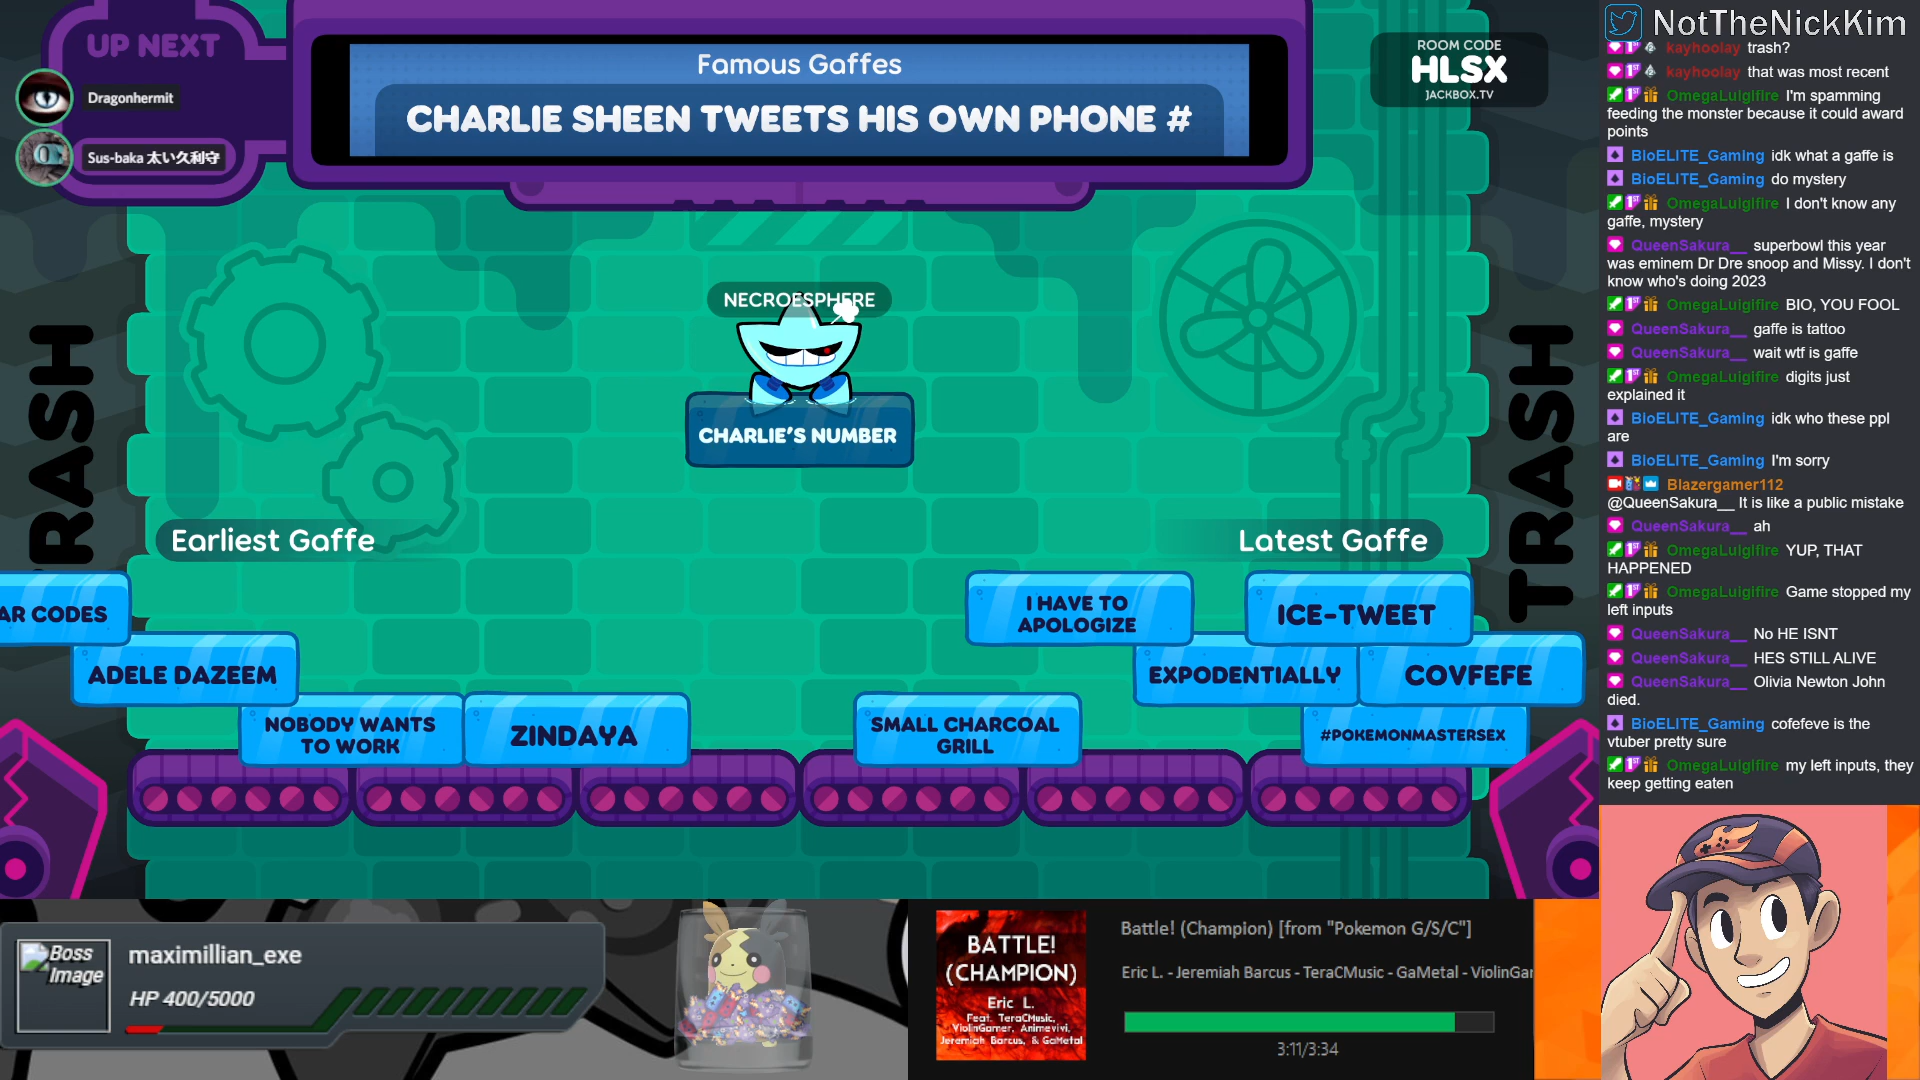 UP NEXT
Dragonhermit
Sus-baka 太い久利守
Famous Gaffes
CHARLIE SHEEN TWEETS HIS OWN PHONE #
ROOM CODE
HLSX
JACKBOX.TV
NECROESPHERE
CHARLIE'S NUMBER
TRASH
TRASH
Earliest Gaffe
Latest Gaffe
AR CODES
ADELE DAZEEM
NOBODY WANTS
TO WORK
ZINDAYA
SMALL CHARCOAL
GRILL
I HAVE TO
APOLOGIZE
EXPODENTIALLY
ICE-TWEET
COVFEFE
#POKEMONMASTERSEX
NotTheNickKim
kayhoolay trash?
kayhoolay that was most recent
OmegaLuigifire I'm spamming
feeding the monster because it could award
points
BioELITE_Gaming idk what a gaffe is
BioELITE_Gaming do mystery
OmegaLuigifire I don't know any
gaffe, mystery
QueenSakura__ superbowl this year
was eminem Dr Dre snoop and Missy. I don't
know who's doing 2023
OmegaLuigifire BIO, YOU FOOL
QueenSakura__ gaffe is tattoo
QueenSakura__ wait wtf is gaffe
OmegaLuigifire digits just
explained it
BioELITE_Gaming idk who these ppl
are
BioELITE_Gaming I'm sorry
Blazergamer112
@QueenSakura__ It is like a public mistake
QueenSakura__ ah
OmegaLuigifire YUP, THAT
HAPPENED
OmegaLuigifire Game stopped my
left inputs
QueenSakura__ No HE ISNT
QueenSakura__ HES STILL ALIVE
QueenSakura__ Olivia Newton John
died.
BioELITE_Gaming cofefeve is the
vtuber pretty sure
OmegaLuigifire my left inputs, they
keep getting eaten
Boss
Image
maximillian_exe
HP 400/5000
BATTLE!
(CHAMPION)
Eric L.
Feat. TeraCMusic,
ViolinGamer, Animevivi,
Jeremiah Barcus, & GaMetal
Battle! (Champion) [from "Pokemon G/S/C"]
Eric L. - Jeremiah Barcus - TeraCMusic - GaMetal - ViolinGar
3:11/3:34